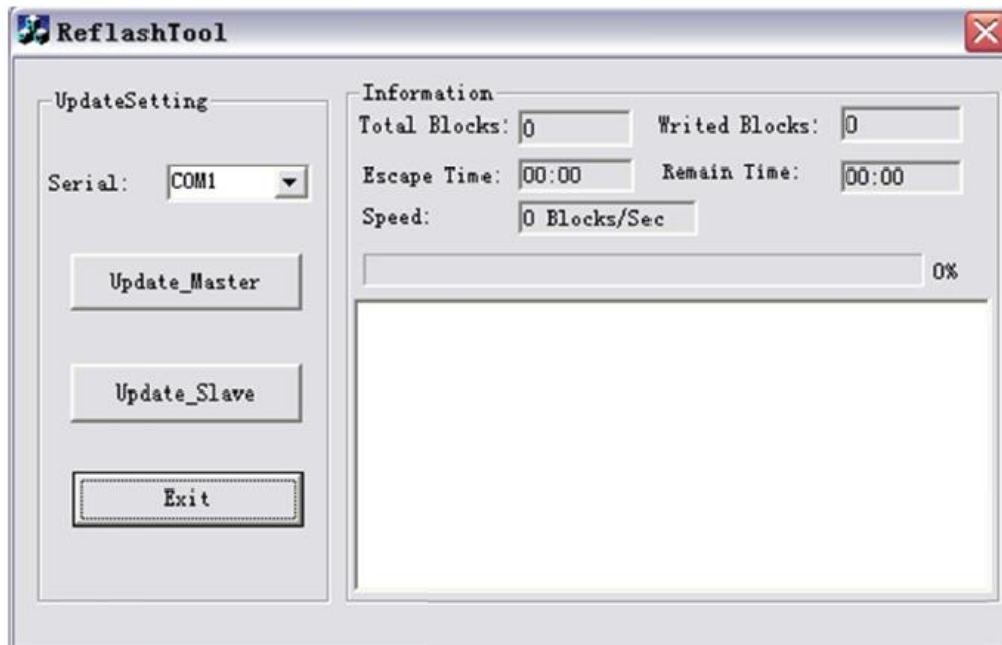 ReflashTool
UpdateSetting
Serial: COM1
Update_Master
Update_Slave
Exit
Information
Total Blocks: 0 Writed Blocks: 0
Escape Time: 00:00 Remain Time: 00:00
Speed: 0 Blocks/Sec
0%